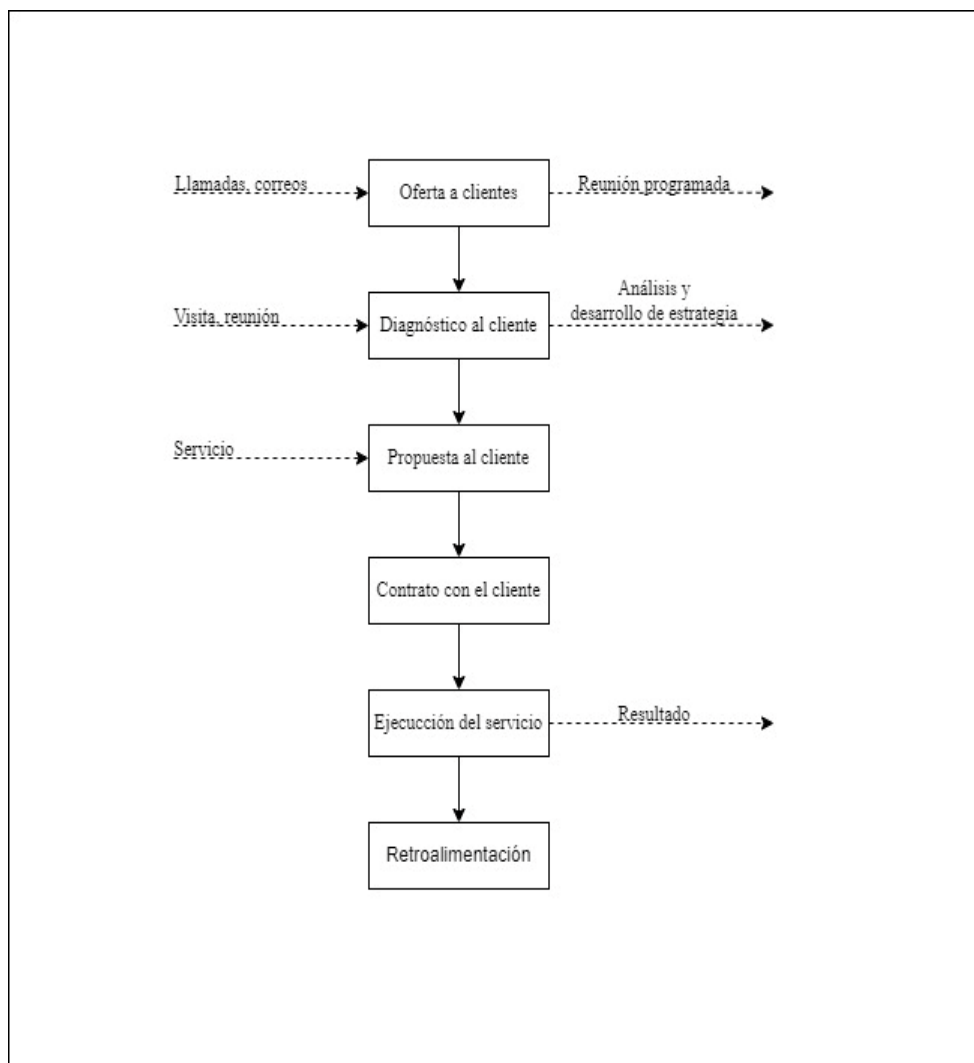 Llamadas, correos
Oferta a clientes
Reunión programada
Visita, reunión
Diagnóstico al cliente
Análisis y
desarrollo de estrategia
Servicio
Propuesta al cliente
Contrato con el cliente
Ejecucción del servicio
Resultado
Retroalimentación